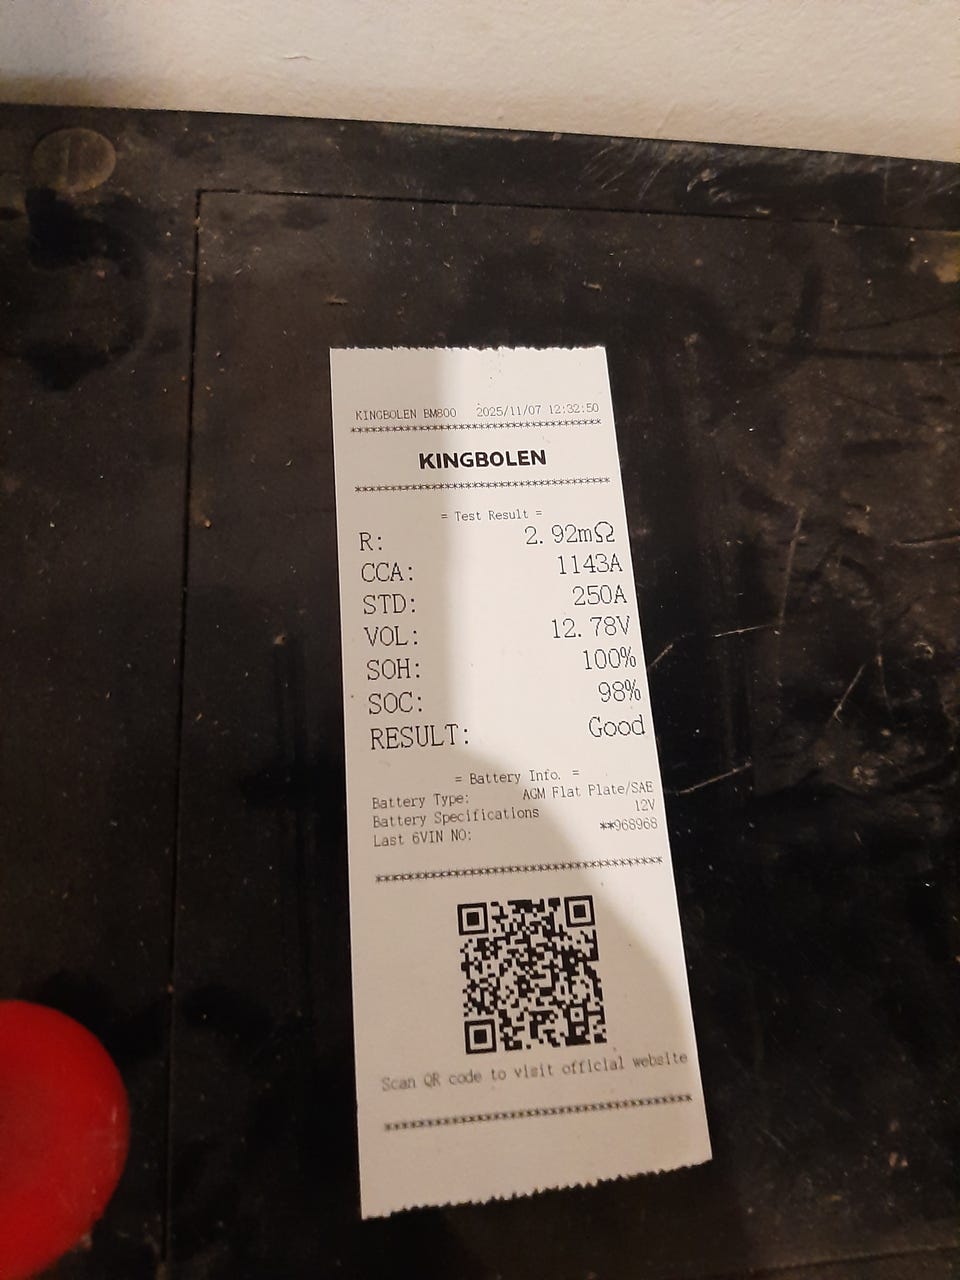 KINGBOLEN BM800 2025/11/07 12:32:50
****************************************
KINGBOLEN
****************************************
= Test Result =
R: 2.92mΩ
CCA: 1143A
STD: 250A
VOL: 12.78V
SOH: 100%
SOC: 98%
RESULT: Good
= Battery Info. =
Battery Type: AGM Flat Plate/SAE
Battery Specifications 12V
Last 6VIN NO: **968968
****************************************
Scan QR code to visit official website
****************************************